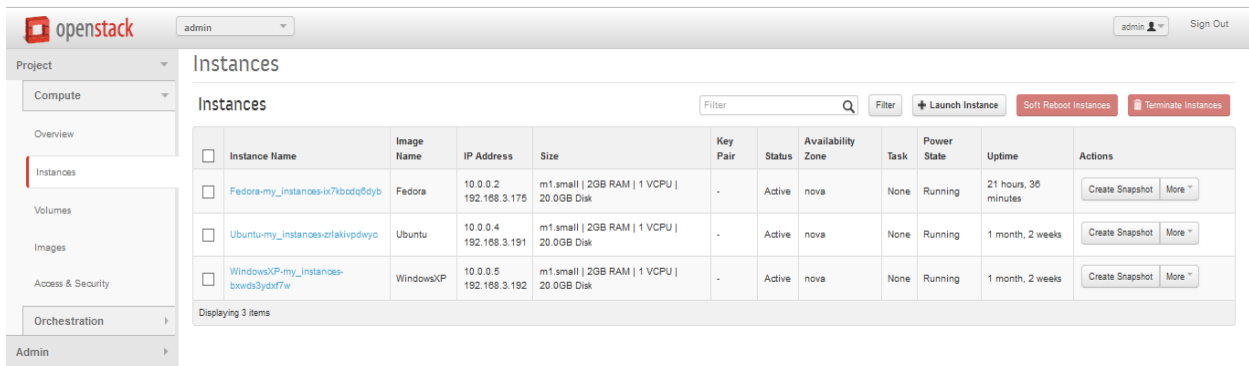 openstack
admin
admin
Sign Out
Project
Compute
Overview
Instances
Volumes
Images
Access & Security
Orchestration
Admin
Instances
Instances
Filter
Filter
+ Launch Instance
Soft Reboot Instances
Terminate Instances
Instance Name
Image
Name
IP Address
Size
Key
Pair
Status
Availability
Zone
Task
Power
State
Uptime
Actions
Fedora-my_instances-ix7kbcdq6dyb
Fedora
10.0.0.2
192.168.3.175
m1.small | 2GB RAM | 1 VCPU |
20.0GB Disk
-
Active
nova
None
Running
21 hours, 36
minutes
Create Snapshot
More
Ubuntu-my_instances-zrlakivpdwyc
Ubuntu
10.0.0.4
192.168.3.191
m1.small | 2GB RAM | 1 VCPU |
20.0GB Disk
-
Active
nova
None
Running
1 month, 2 weeks
Create Snapshot
More
WindowsXP-my_instances-
bxwds3ydxf7w
WindowsXP
10.0.0.5
192.168.3.192
m1.small | 2GB RAM | 1 VCPU |
20.0GB Disk
-
Active
nova
None
Running
1 month, 2 weeks
Create Snapshot
More
Displaying 3 items